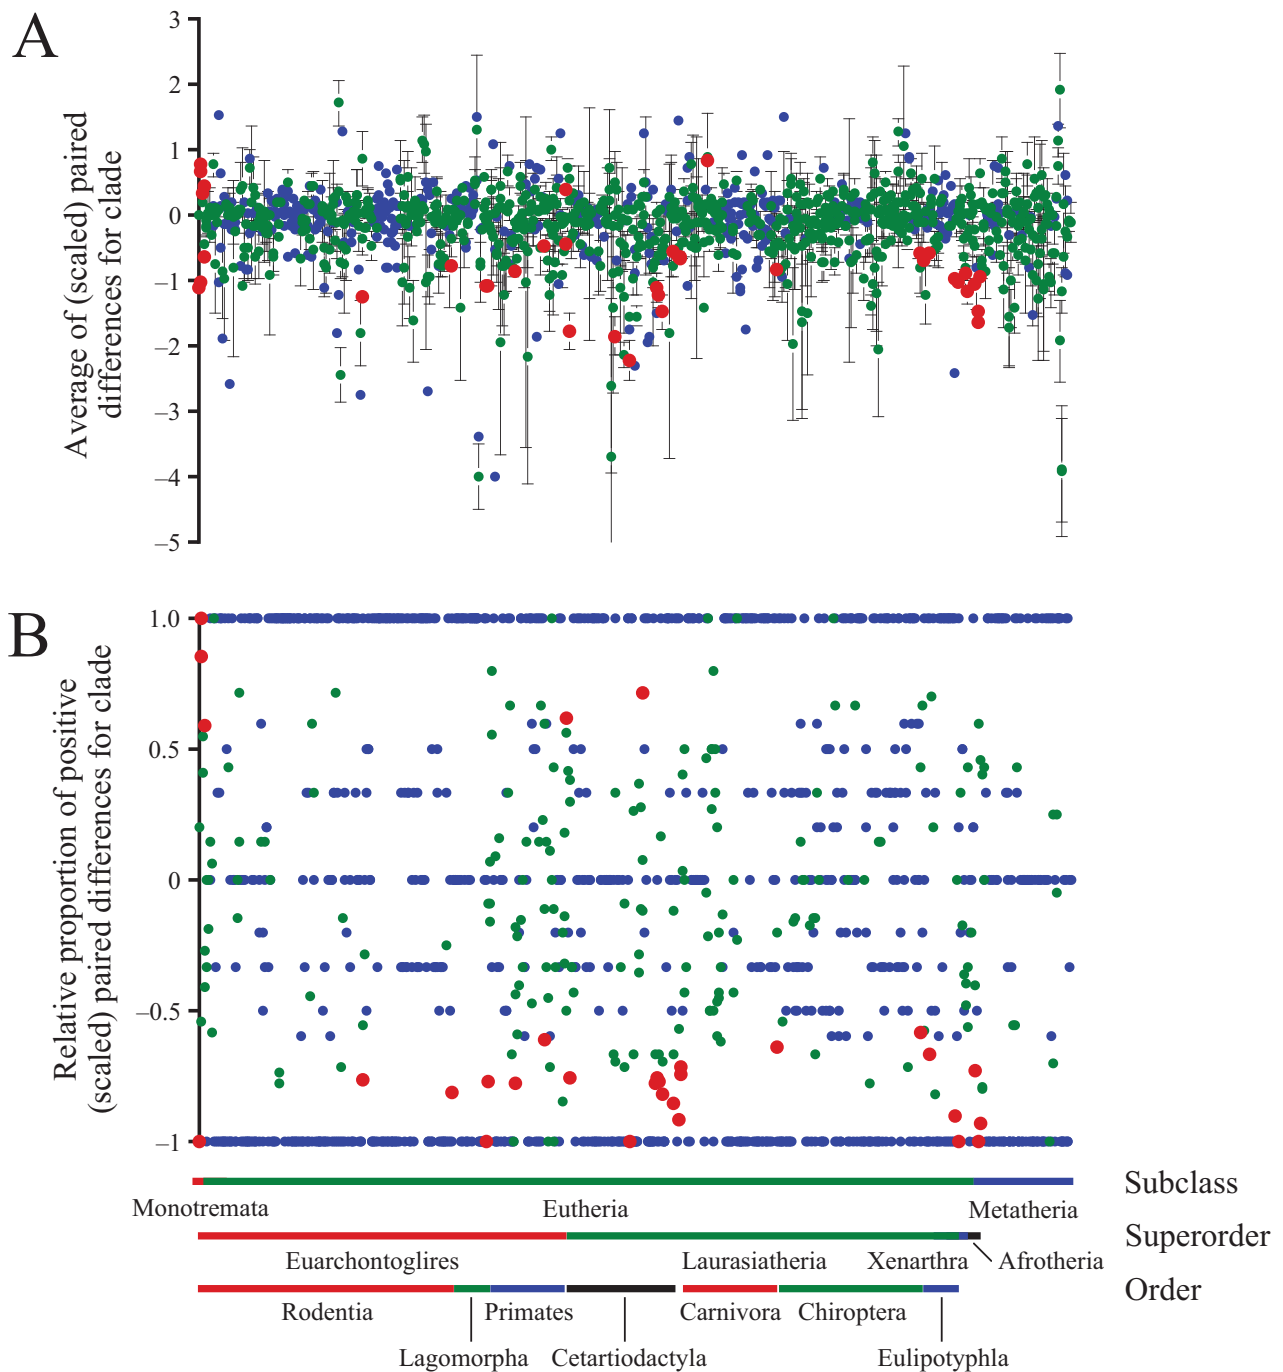 A
3
2
1
0
–1
–2
–3
–4
–5
Average of (scaled) paired
differences for clade
B
1.0
0.5
0
–0.5
–1
Relative proportion of positive
(scaled) paired differences for clade
Subclass
Monotremata Eutheria Metatheria
Superorder
Euarchontoglires Laurasiatheria Xenarthra Afrotheria
Order
Rodentia Primates Carnivora Chiroptera
Lagomorpha Cetartiodactyla Eulipotyphla